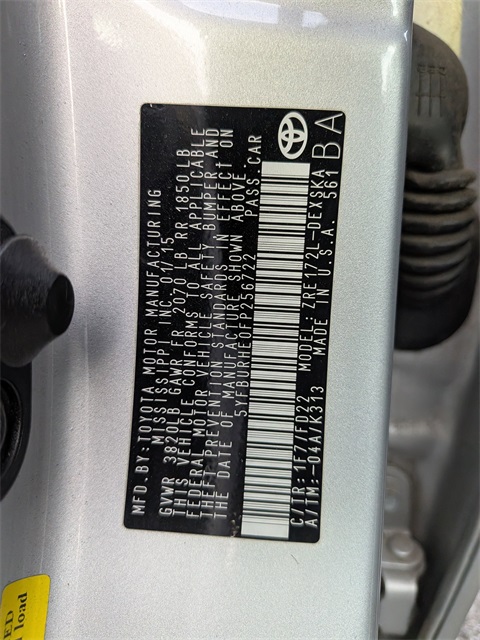 MFD.BY:TOYOTA MOTOR MANUFACTURING
MISSISSIPPI INC. 01/15
GVWR 3820LB GAWR FR 2070 LB RR 1850 LB
THIS VEHICLE CONFORMS TO ALL APPLICABLE
FEDERAL MOTOR VEHICLE SAFETY, BUMPER AND
THEFT PREVENTION STANDARDS IN EFFECT ON
THE DATE OF MANUFACTURE SHOWN ABOVE.
5YFBURHE0FP256722 PASS.CAR
C/TR:1F7/FD22 MODEL:ZRE172L-DEXSKA
A/TM:-04A/K313 MADE IN U.S.A. 561
BA
ED
load